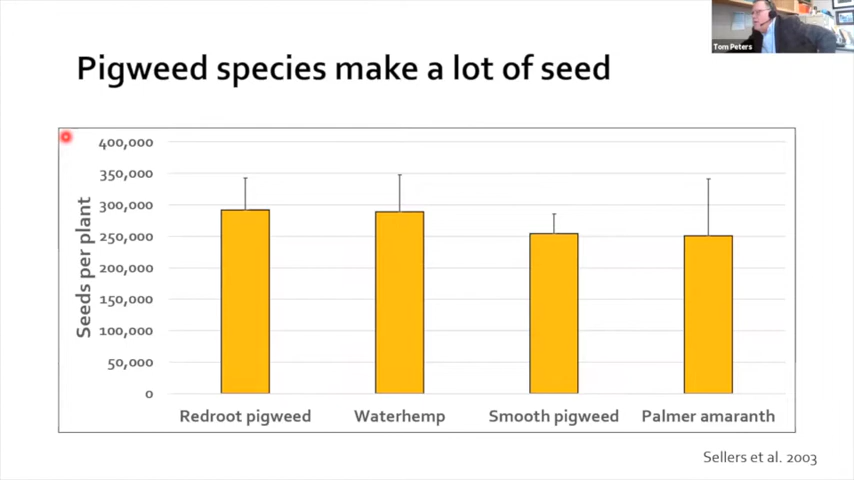 Tom Peters
Pigweed species make a lot of seed
400,000
350,000
300,000
250,000
200,000
150,000
100,000
50,000
0
Seeds per plant
Redroot pigweed
Waterhemp
Smooth pigweed
Palmer amaranth
Sellers et al. 2003